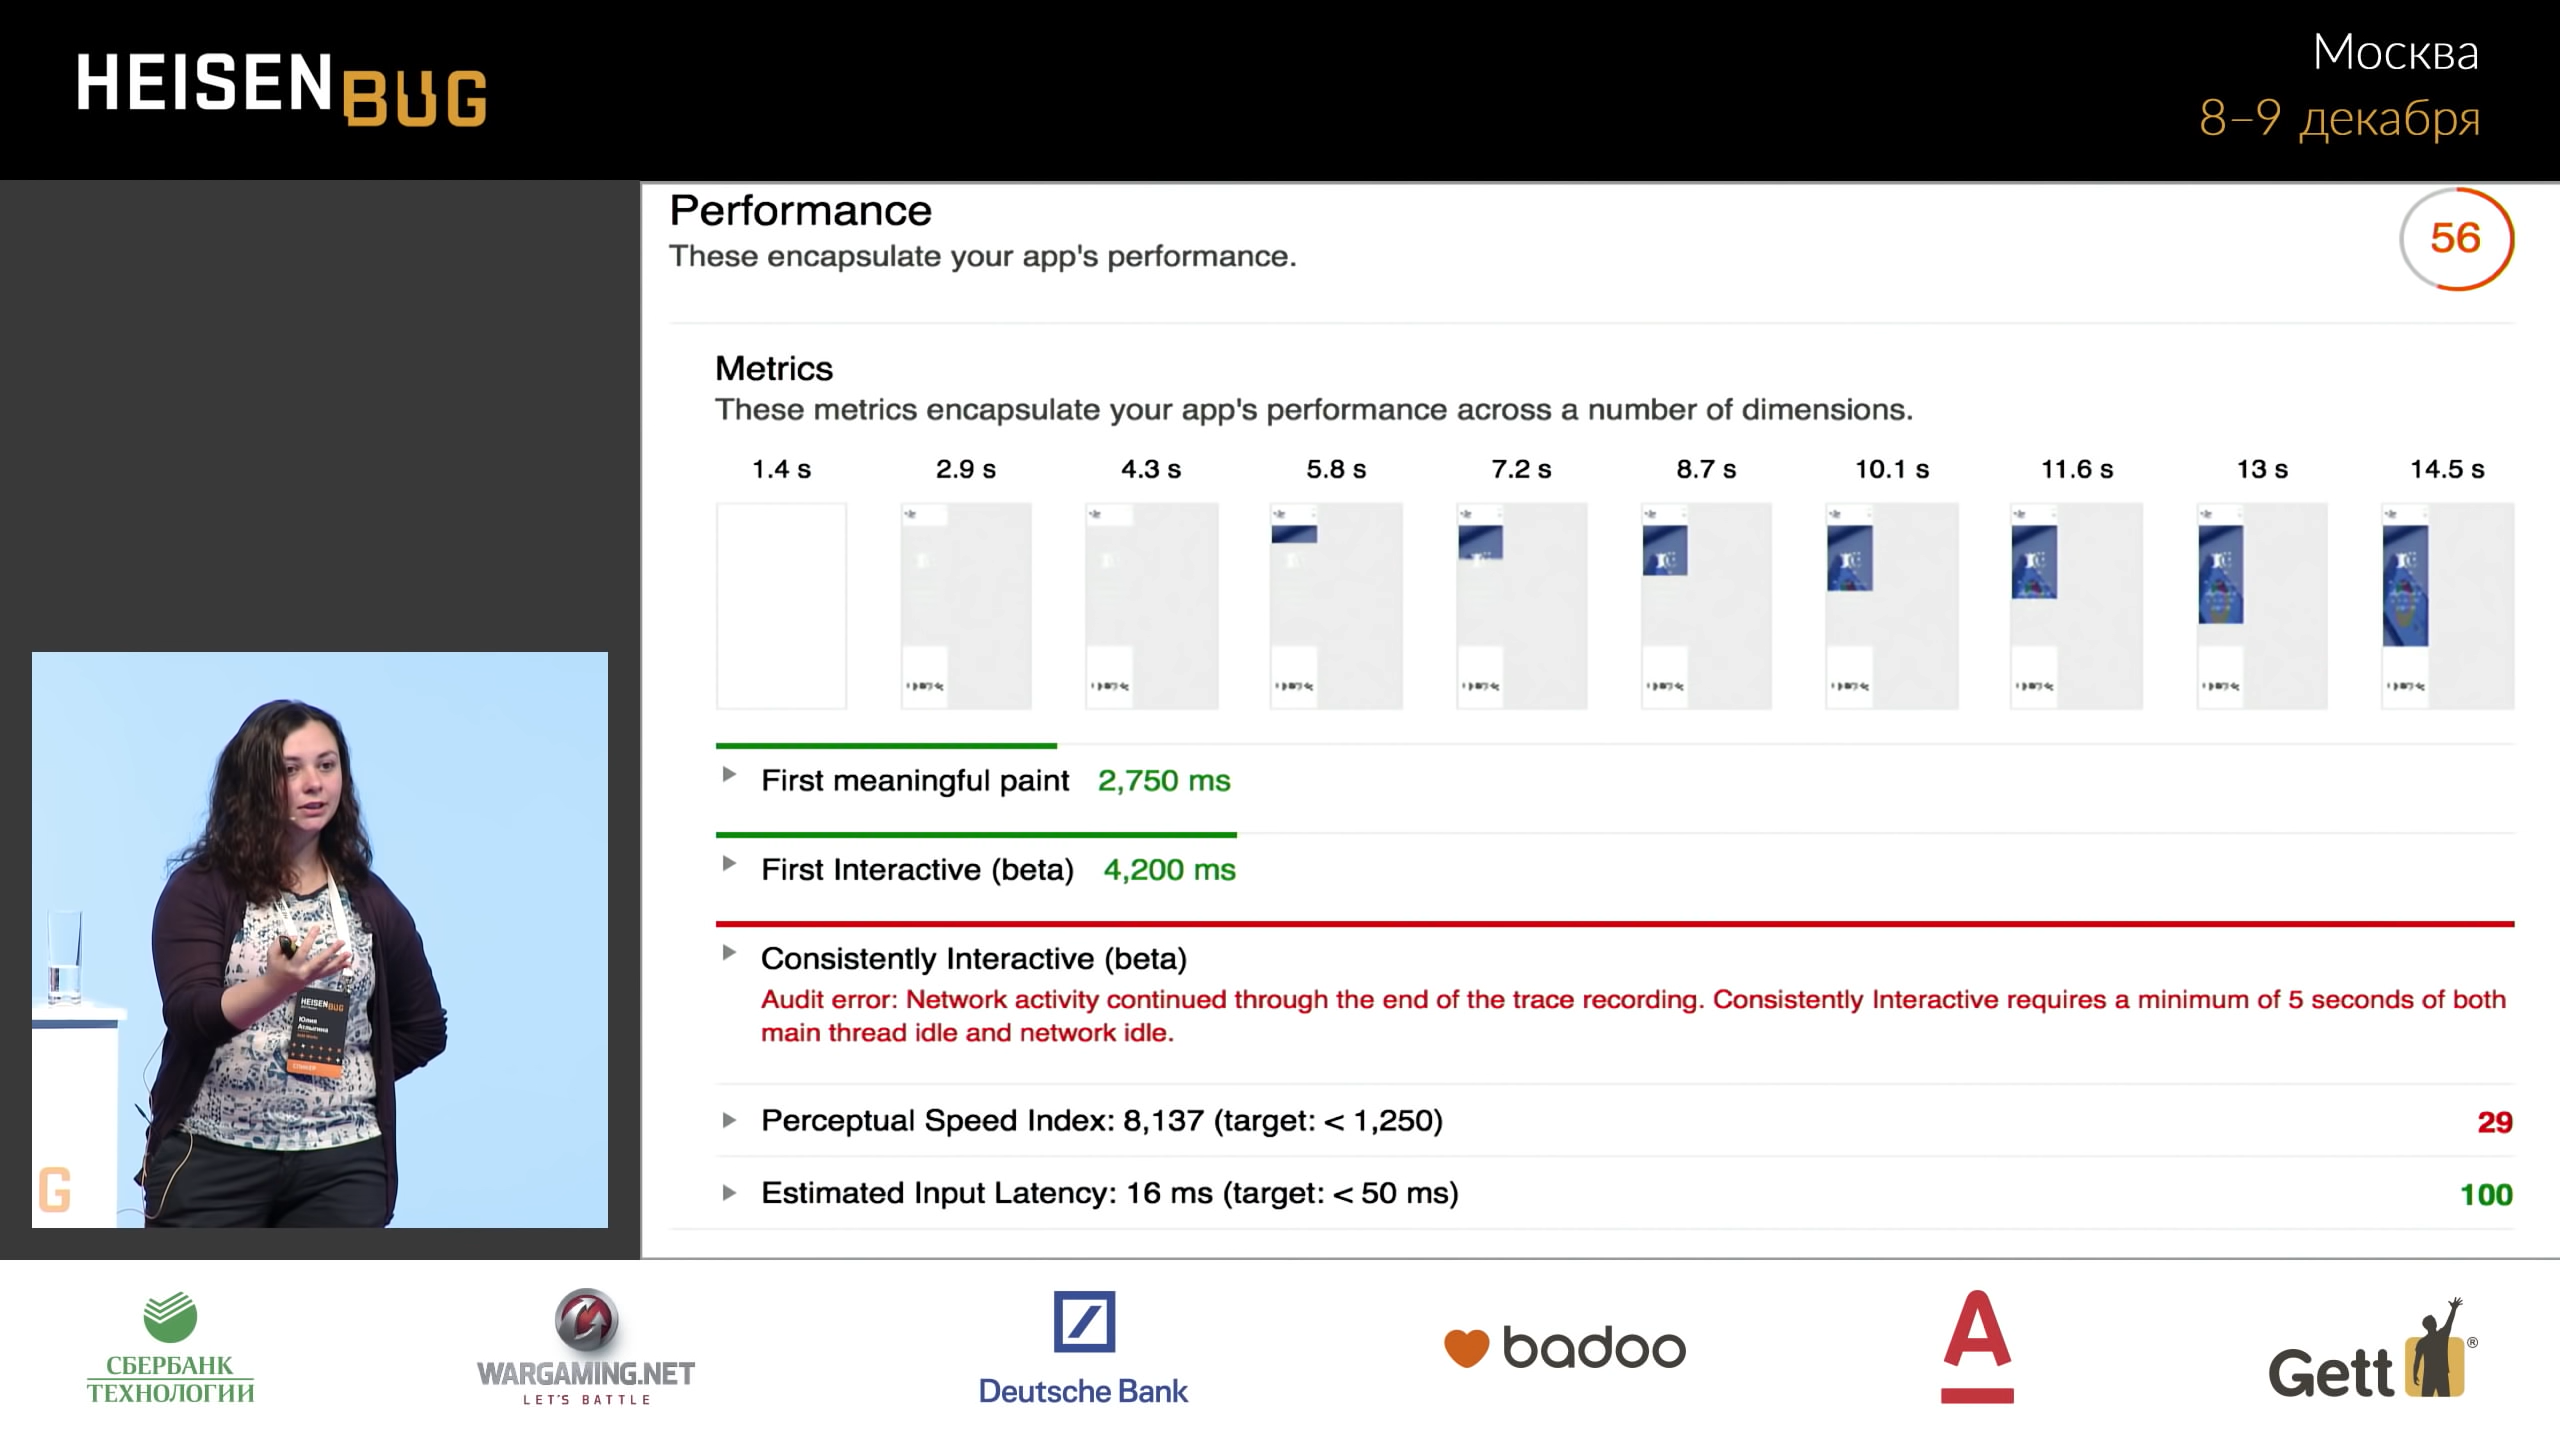 HEISENBUG
Москва
8–9 декабря
Performance
These encapsulate your app's performance.
56
Metrics
These metrics encapsulate your app's performance across a number of dimensions.
1.4 s 2.9 s 4.3 s 5.8 s 7.2 s 8.7 s 10.1 s 11.6 s 13 s 14.5 s
First meaningful paint 2,750 ms
First Interactive (beta) 4,200 ms
Consistently Interactive (beta)
Audit error: Network activity continued through the end of the trace recording. Consistently Interactive requires a minimum of 5 seconds of both
main thread idle and network idle.
Perceptual Speed Index: 8,137 (target: < 1,250) 29
Estimated Input Latency: 16 ms (target: < 50 ms) 100
HEISENBUG
Юлия
Атлыгина
G
СБЕРБАНК
ТЕХНОЛОГИИ
WARGAMING.NET
LET'S BATTLE
Deutsche Bank
badoo
А
Gett®